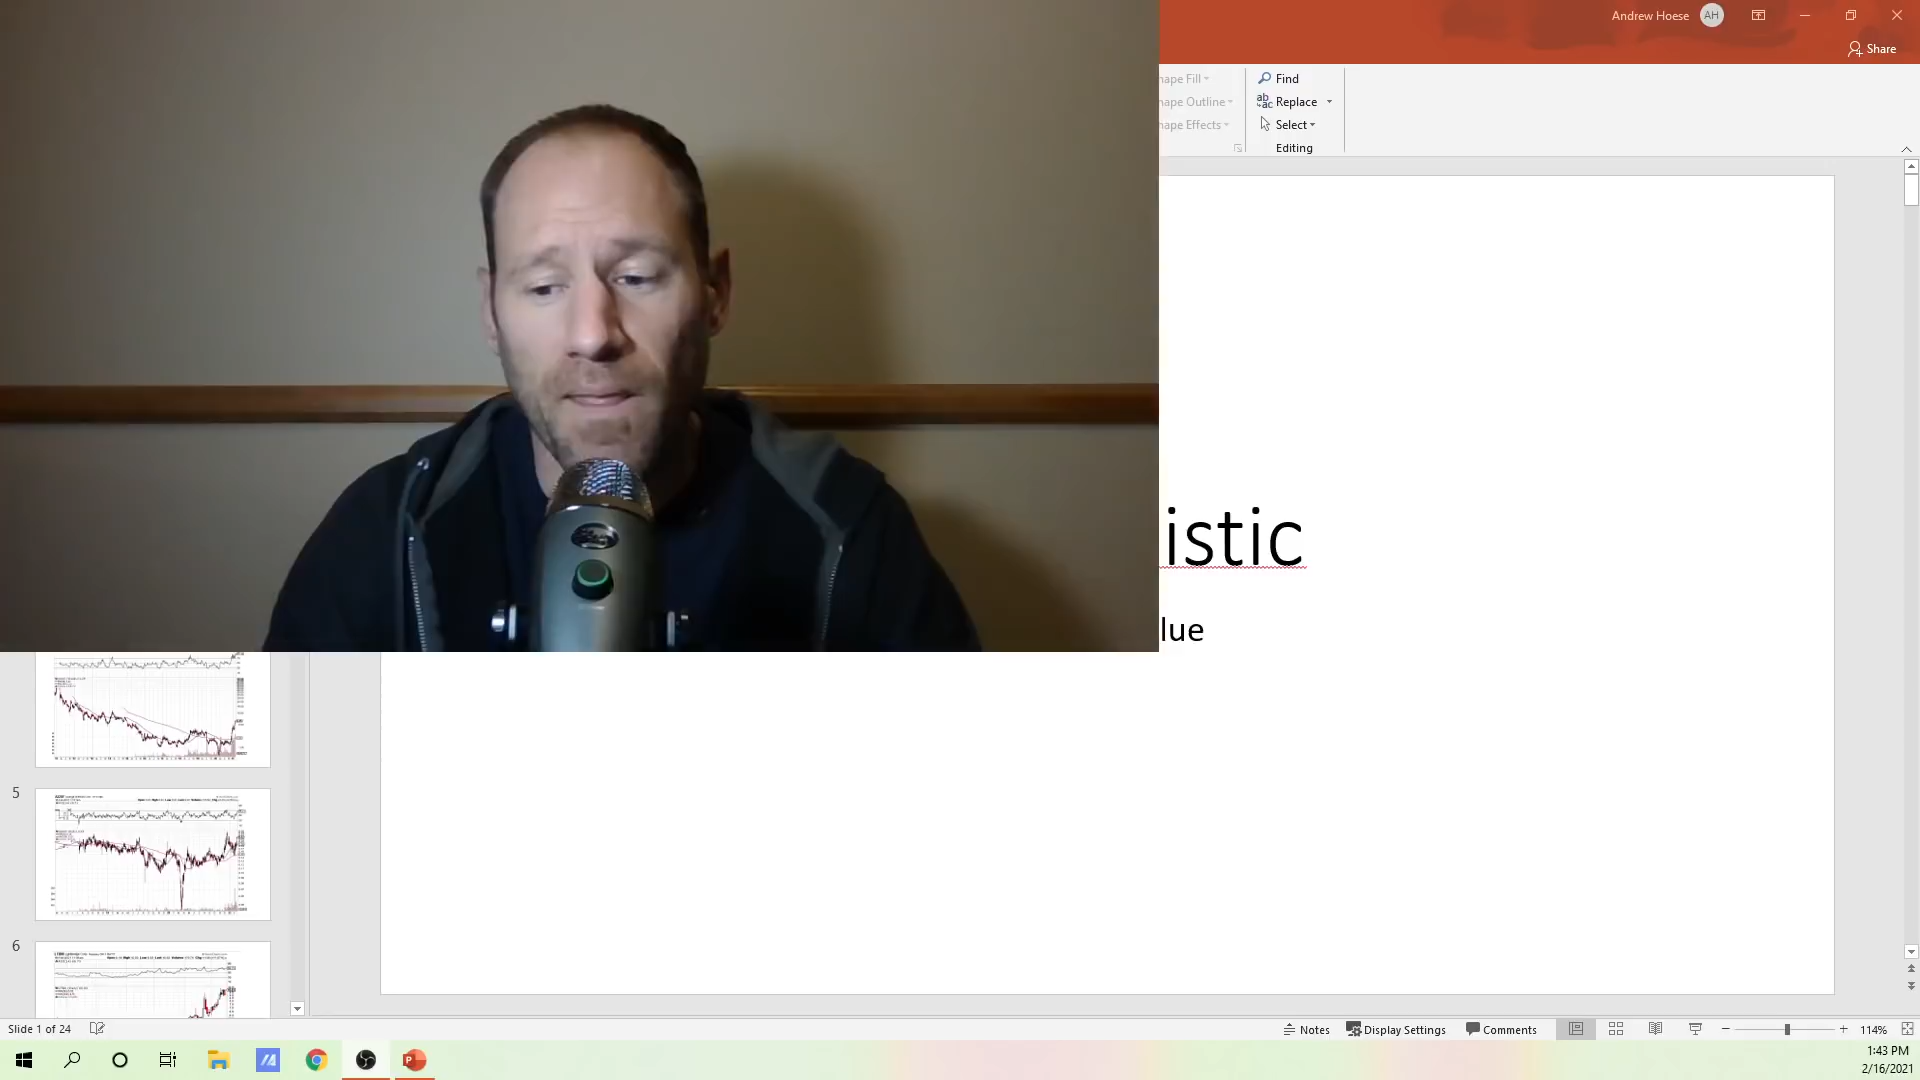 Andrew Hoese AH
Share
hape Fill
Find
hape Outline
Replace
hape Effects
Select
Editing
istic
lue
5
6
Slide 1 of 24
Notes
Display Settings
Comments
114%
1:43 PM
2/16/2021